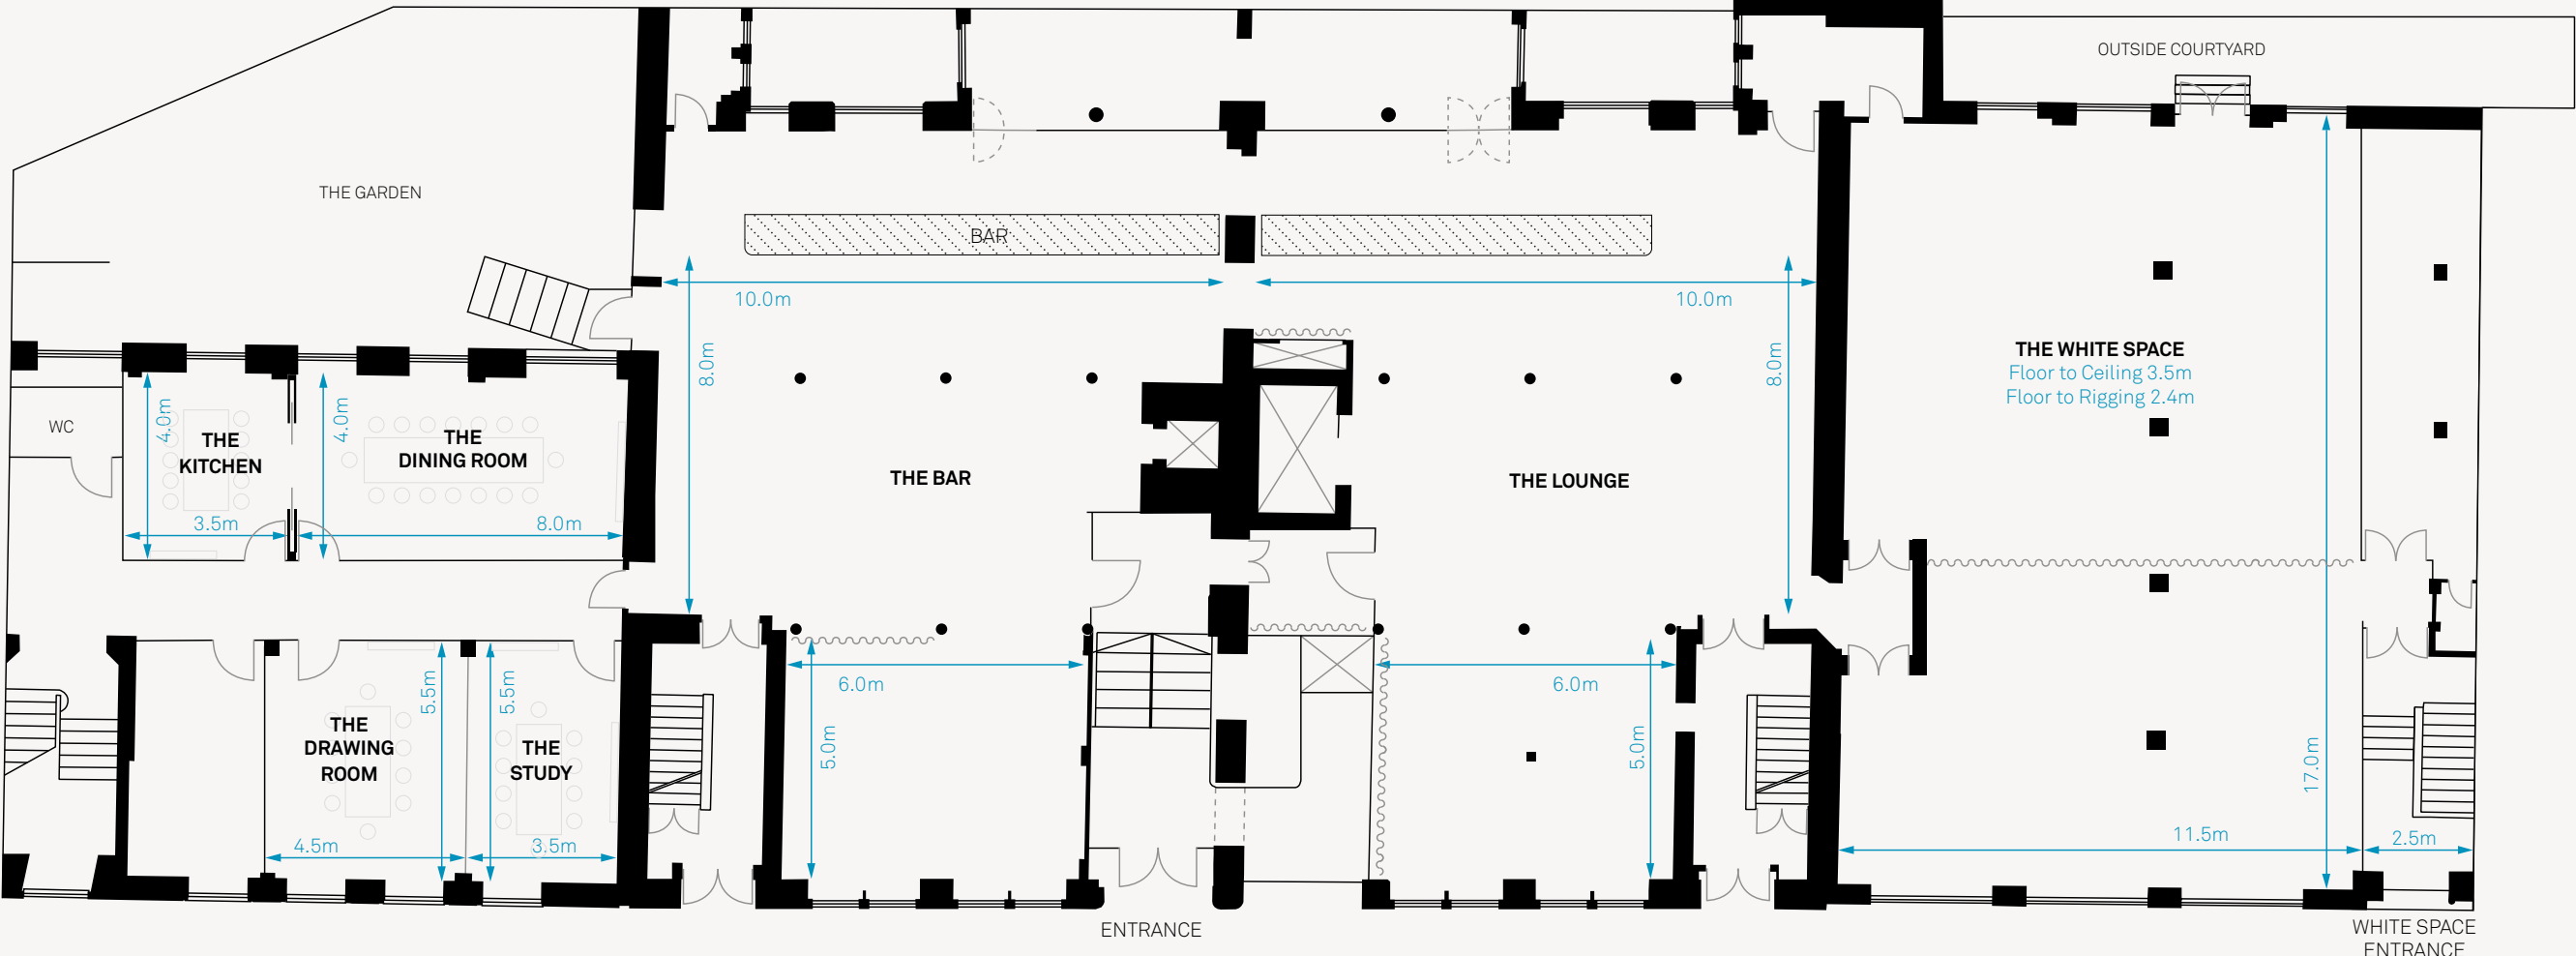 OUTSIDE COURTYARD
THE GARDEN
BAR
10.0m
10.0m
8.0m
8.0m
THE WHITE SPACE
Floor to Ceiling 3.5m
Floor to Rigging 2.4m
WC
4.0m
THE
KITCHEN
3.5m
4.0m
THE
DINING ROOM
8.0m
THE BAR
THE LOUNGE
THE
DRAWING
ROOM
5.5m
4.5m
5.5m
THE
STUDY
3.5m
6.0m
5.0m
6.0m
5.0m
17.0m
11.5m
2.5m
ENTRANCE
WHITE SPACE
ENTRANCE